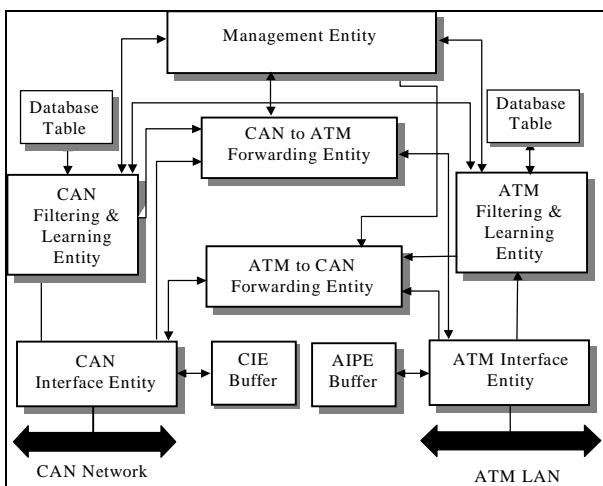 Management Entity
Database
Table
CAN to ATM
Forwarding Entity
Database
Table
CAN
Filtering &
Learning
Entity
ATM
Filtering &
Learning
Entity
ATM to CAN
Forwarding Entity
CAN
Interface Entity
CIE
Buffer
AIPE
Buffer
ATM Interface
Entity
CAN Network
ATM LAN